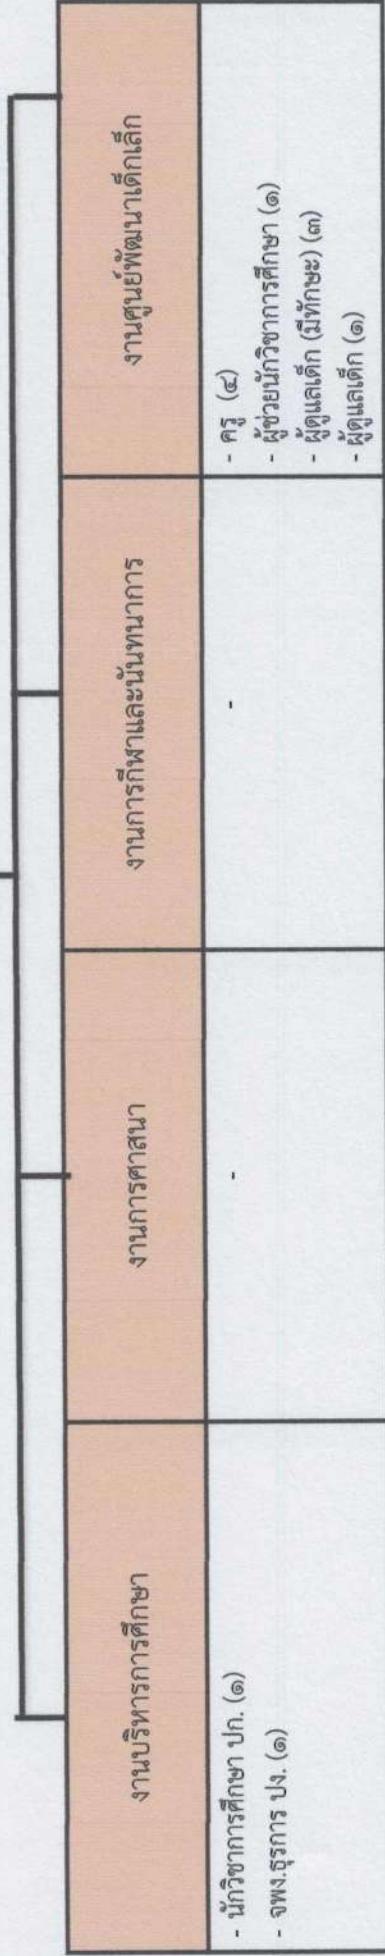 งานบริหารการศึกษา
- นักวิชาการศึกษา ปก. (๑)
- จพง.ธุรการ ปง. (๑)
งานการศาสนา
-
งานการกีฬาและนันทนาการ
-
งานศูนย์พัฒนาเด็กเล็ก
- ครู (๔)
- ผู้ช่วยนักวิชาการศึกษา (๑)
- ผู้ดูแลเด็ก (มีทักษะ) (๓)
- ผู้ดูแลเด็ก (๑)